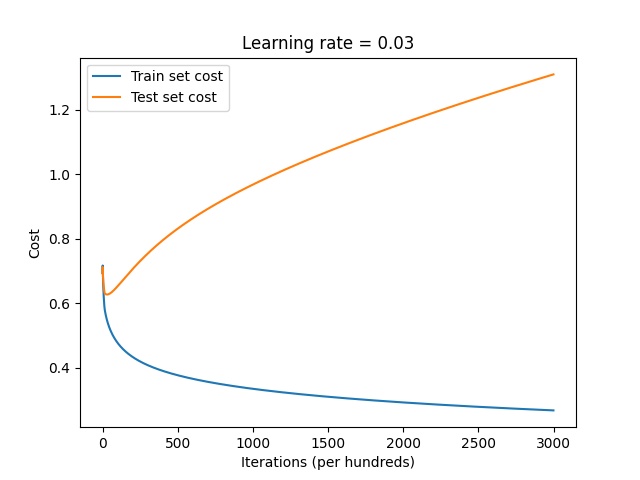 Learning rate = 0.03
Train set cost
Test set cost
Cost
1.2
1.0
0.8
0.6
0.4
0 500 1000 1500 2000 2500 3000
Iterations (per hundreds)